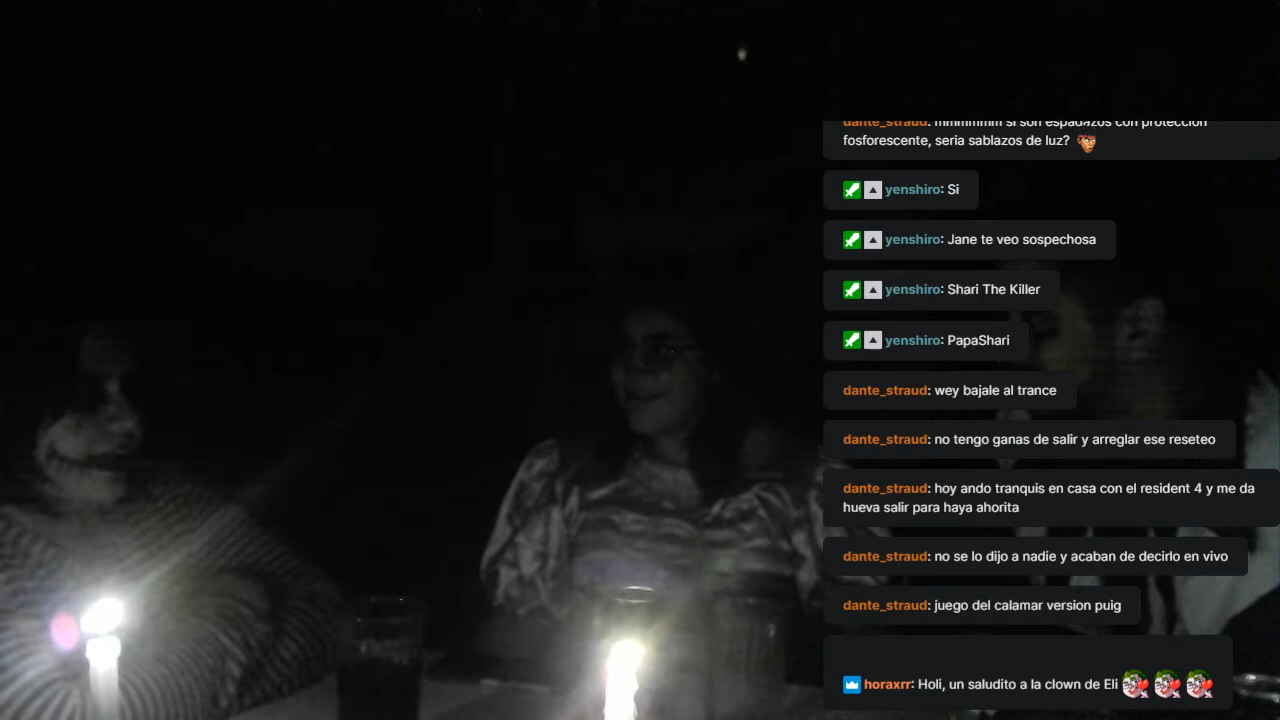 dante_straud: mmmmmmm si son espadazos con protección
fosforescente, seria sablazos de luz?
yenshiro: Si
yenshiro: Jane te veo sospechosa
yenshiro: Shari The Killer
yenshiro: PapaShari
dante_straud: wey bajale al trance
dante_straud: no tengo ganas de salir y arreglar ese reseteo
dante_straud: hoy ando tranquis en casa con el resident 4 y me da
hueva salir para haya ahorita
dante_straud: no se lo dijo a nadie y acaban de decirlo en vivo
dante_straud: juego del calamar version puig
horaxrr: Holi, un saludito a la clown de Eli